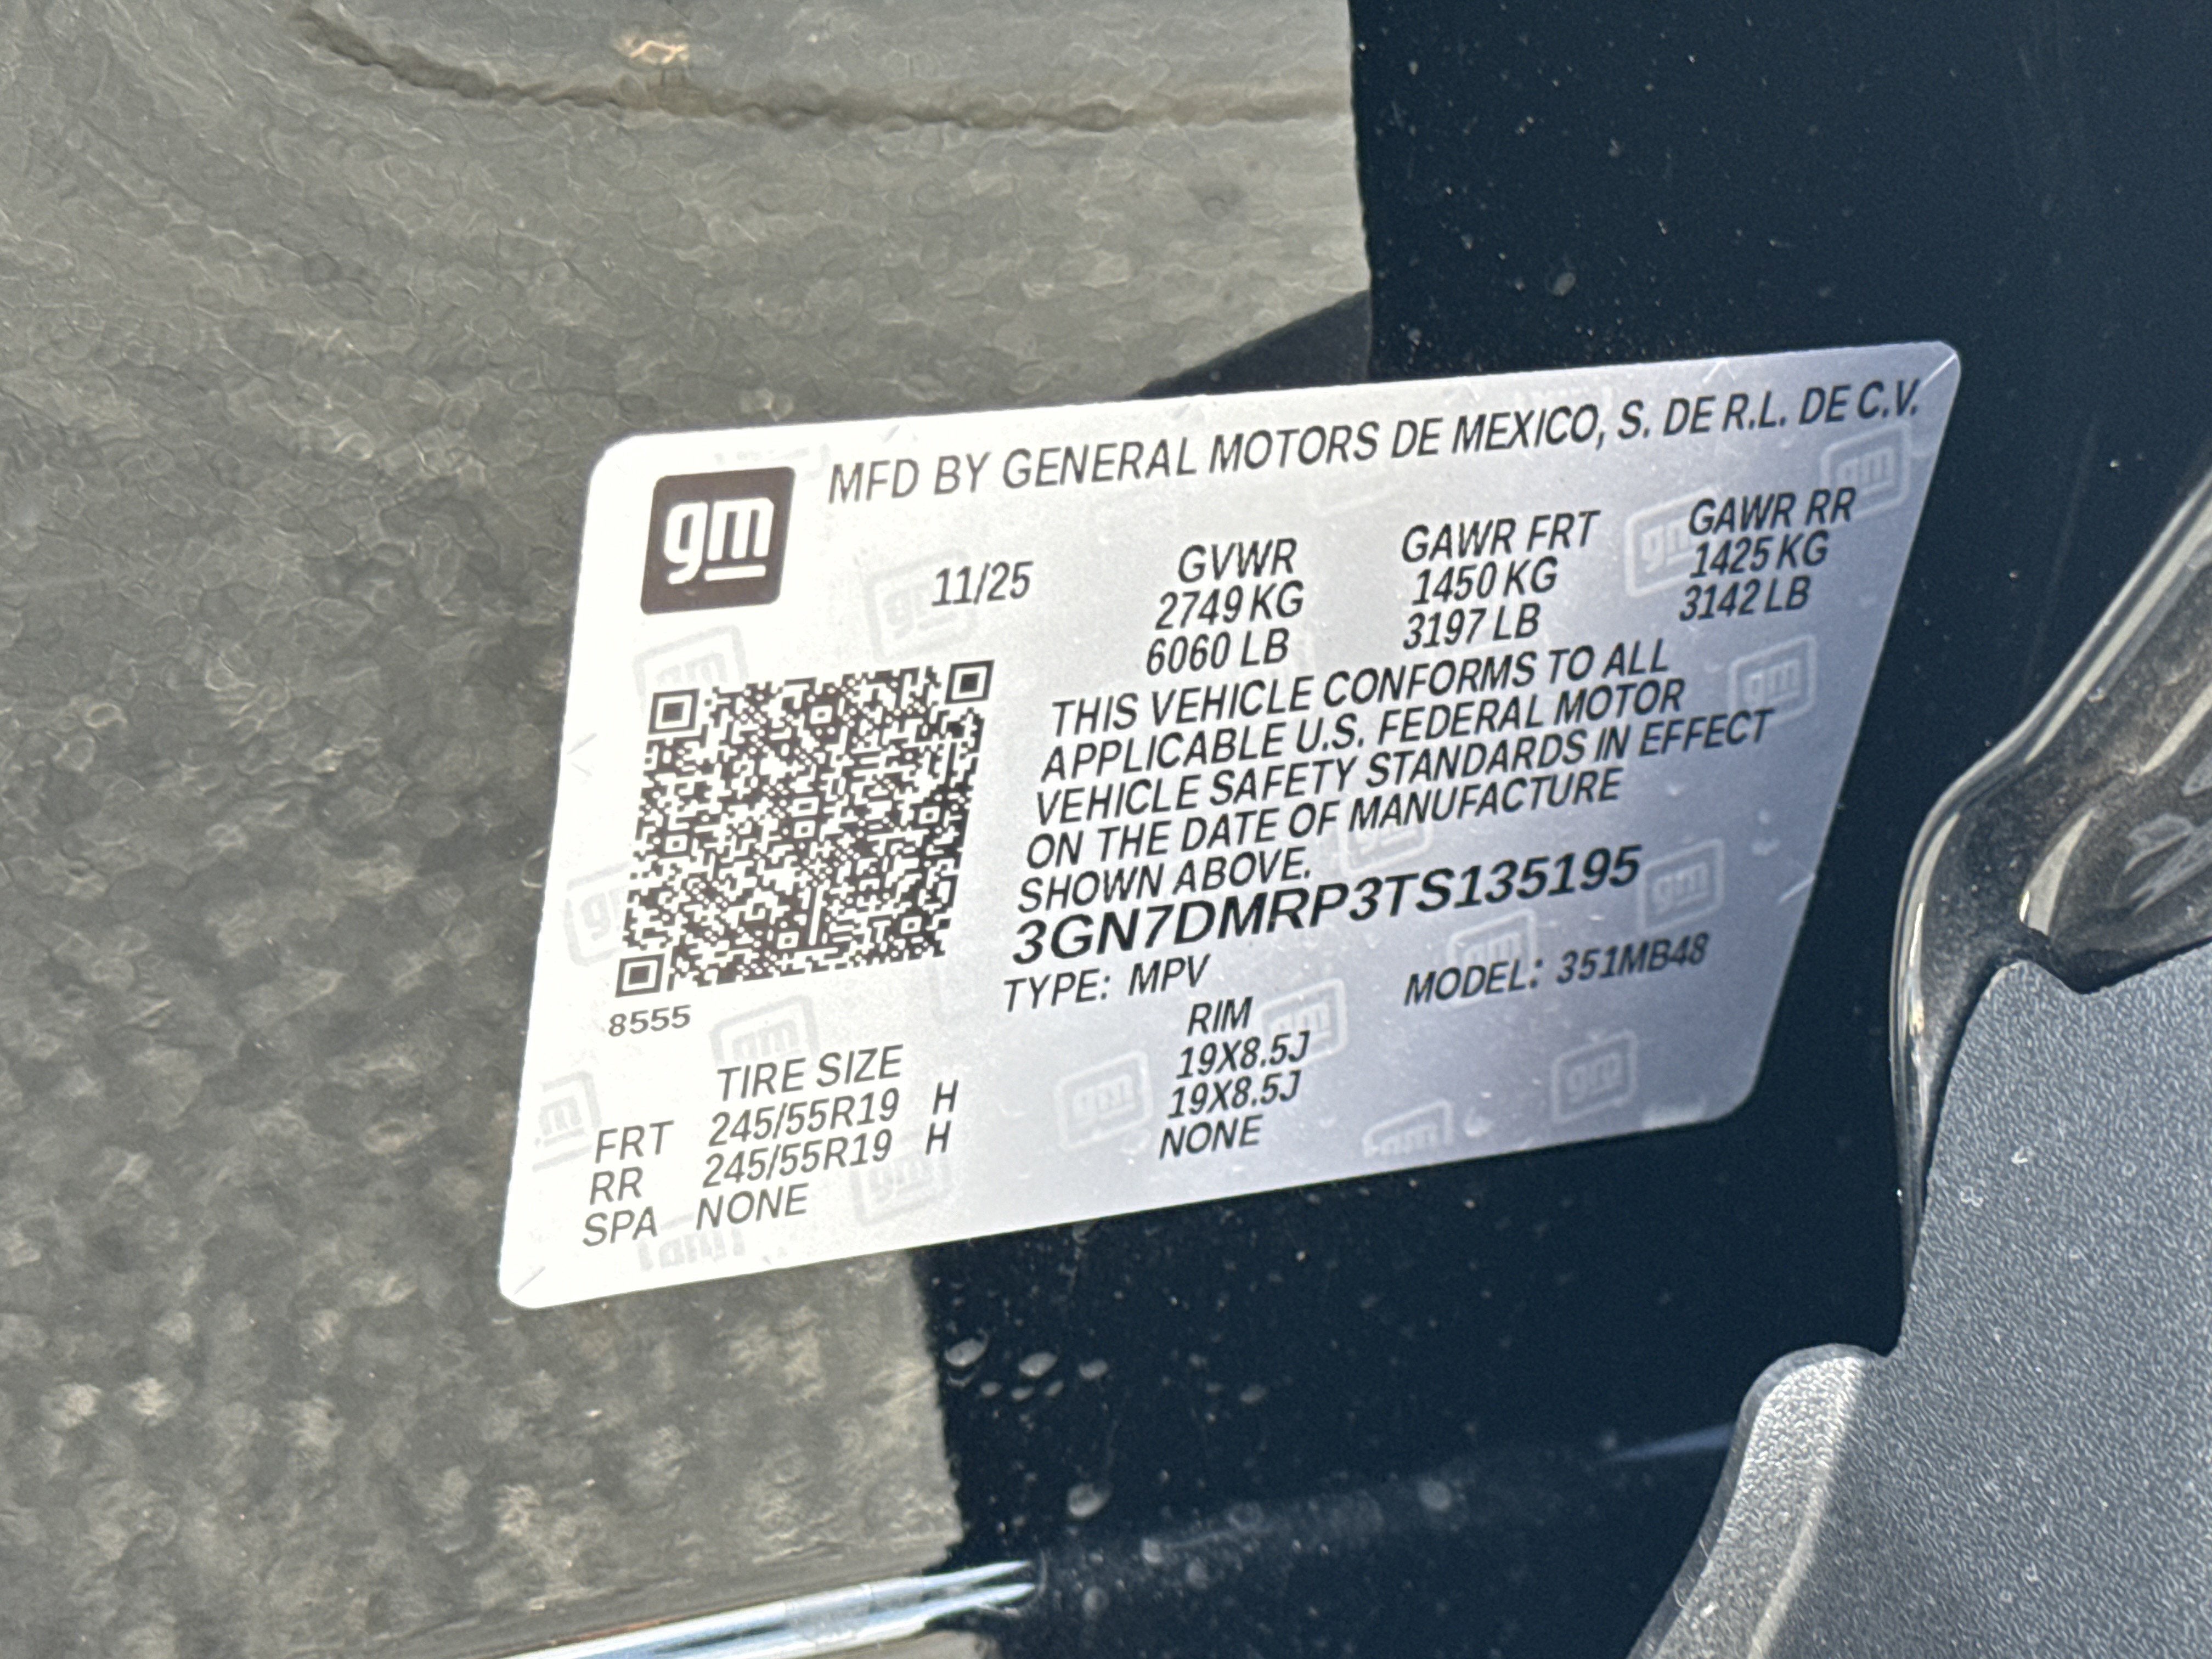 gm MFD BY GENERAL MOTORS DE MEXICO, S. DE R.L. DE C.V.
11/25 GVWR GAWR FRT GAWR RR
2749 KG 1450 KG 1425 KG
6060 LB 3197 LB 3142 LB
THIS VEHICLE CONFORMS TO ALL
APPLICABLE U.S. FEDERAL MOTOR
VEHICLE SAFETY STANDARDS IN EFFECT
ON THE DATE OF MANUFACTURE
SHOWN ABOVE.
3GN7DMRP3TS135195
TYPE: MPV MODEL: 351MB48
8555
TIRE SIZE RIM
FRT 245/55R19 H 19X8.5J
RR 245/55R19 H 19X8.5J
SPA NONE NONE